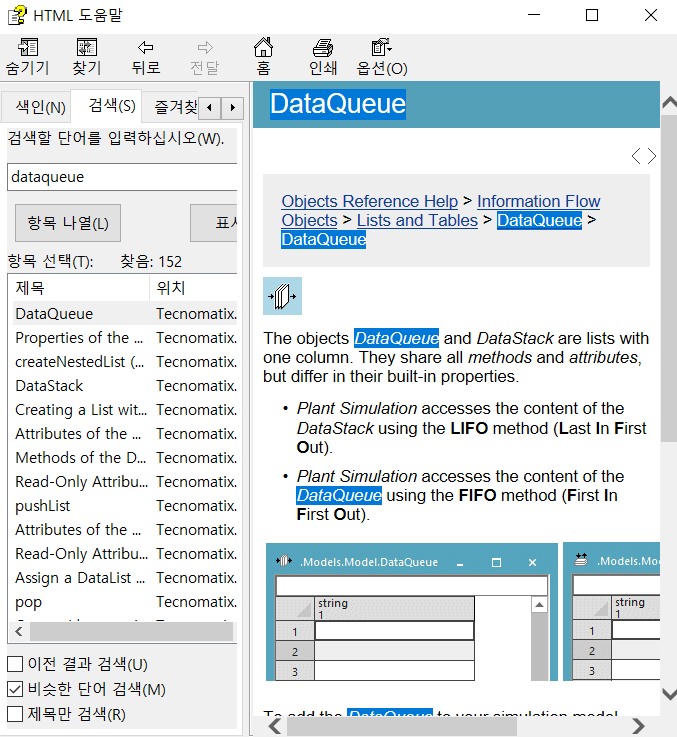 HTML 도움말
숨기기 찾기 뒤로 전달 홈 인쇄 옵션(O)
색인(N) 검색(S) 즐겨찾
검색할 단어를 입력하십시오(W).
dataqueue
항목 나열(L) 표시
항목 선택(T): 찾음: 152
제목 위치
DataQueue Tecnomatix.
Properties of the ... Tecnomatix.
createNestedList (... Tecnomatix.
DataStack Tecnomatix.
Creating a List wit... Tecnomatix.
Attributes of the ... Tecnomatix.
Methods of the D... Tecnomatix.
Read-Only Attribu... Tecnomatix.
pushList Tecnomatix.
Attributes of the ... Tecnomatix.
Read-Only Attribu... Tecnomatix.
Assign a DataList ... Tecnomatix.
pop Tecnomatix.
이전 결과 검색(U)
비슷한 단어 검색(M)
제목만 검색(R)
DataQueue
Objects Reference Help > Information Flow
Objects > Lists and Tables > DataQueue >
DataQueue
The objects DataQueue and DataStack are lists with
one column. They share all methods and attributes,
but differ in their built-in properties.
• Plant Simulation accesses the content of the
DataStack using the LIFO method (Last In First
Out).
• Plant Simulation accesses the content of the
DataQueue using the FIFO method (First In
First Out).
.Models.Model.DataQueue
string
1
1
2
3
.Models.Mo
string
1
1
2
3
To add the DataQueue to your simulation model